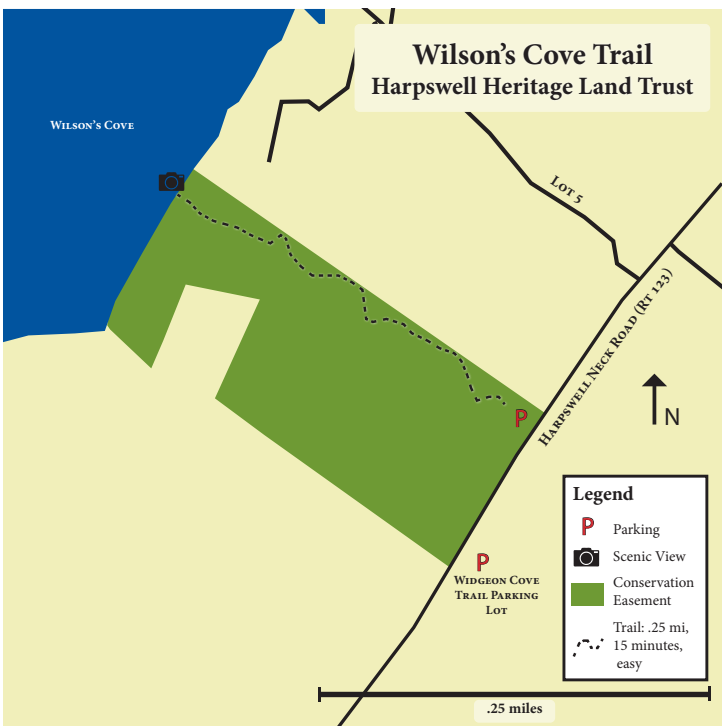 Wilson's Cove Trail
Harpswell Heritage Land Trust
Wilson's Cove
Lot 5
Harpswell Neck Road (Rt 123)
P
N
P
Widgeon Cove
Trail Parking
Lot
Legend
P Parking
Scenic View
Conservation
Easement
Trail: .25 mi,
15 minutes,
easy
.25 miles